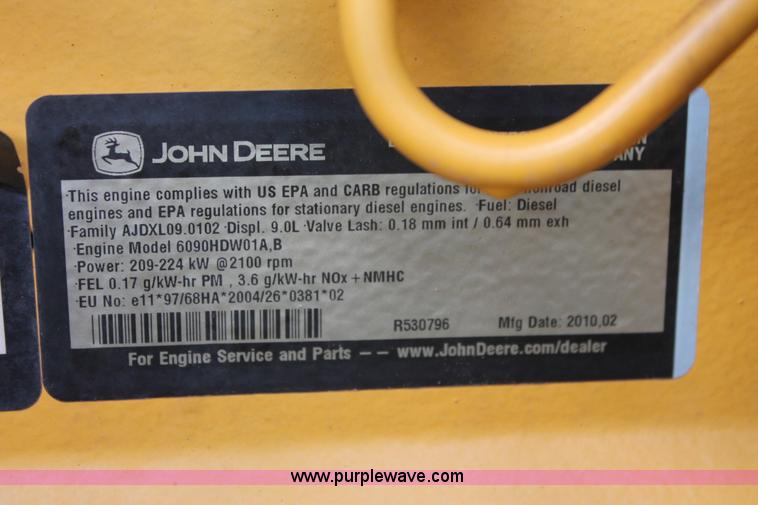 JOHN DEERE
ANY
·This engine complies with US EPA and CARB regulations nonroad diesel
engines and EPA regulations for stationary diesel engines. ·Fuel: Diesel
·Family AJDXL09.0102 ·Displ. 9.0L ·Valve Lash: 0.18 mm int / 0.64 mm exh
·Engine Model 6090HDW01A,B
·Power: 209-224 kW @2100 rpm
·FEL 0.17 g/kW-hr PM , 3.6 g/kW-hr NOx + NMHC
·EU No: e11*97/68HA*2004/26*0381*02
R530796 Mfg Date: 2010,02
For Engine Service and Parts –– www.JohnDeere.com/dealer
www.purplewave.com